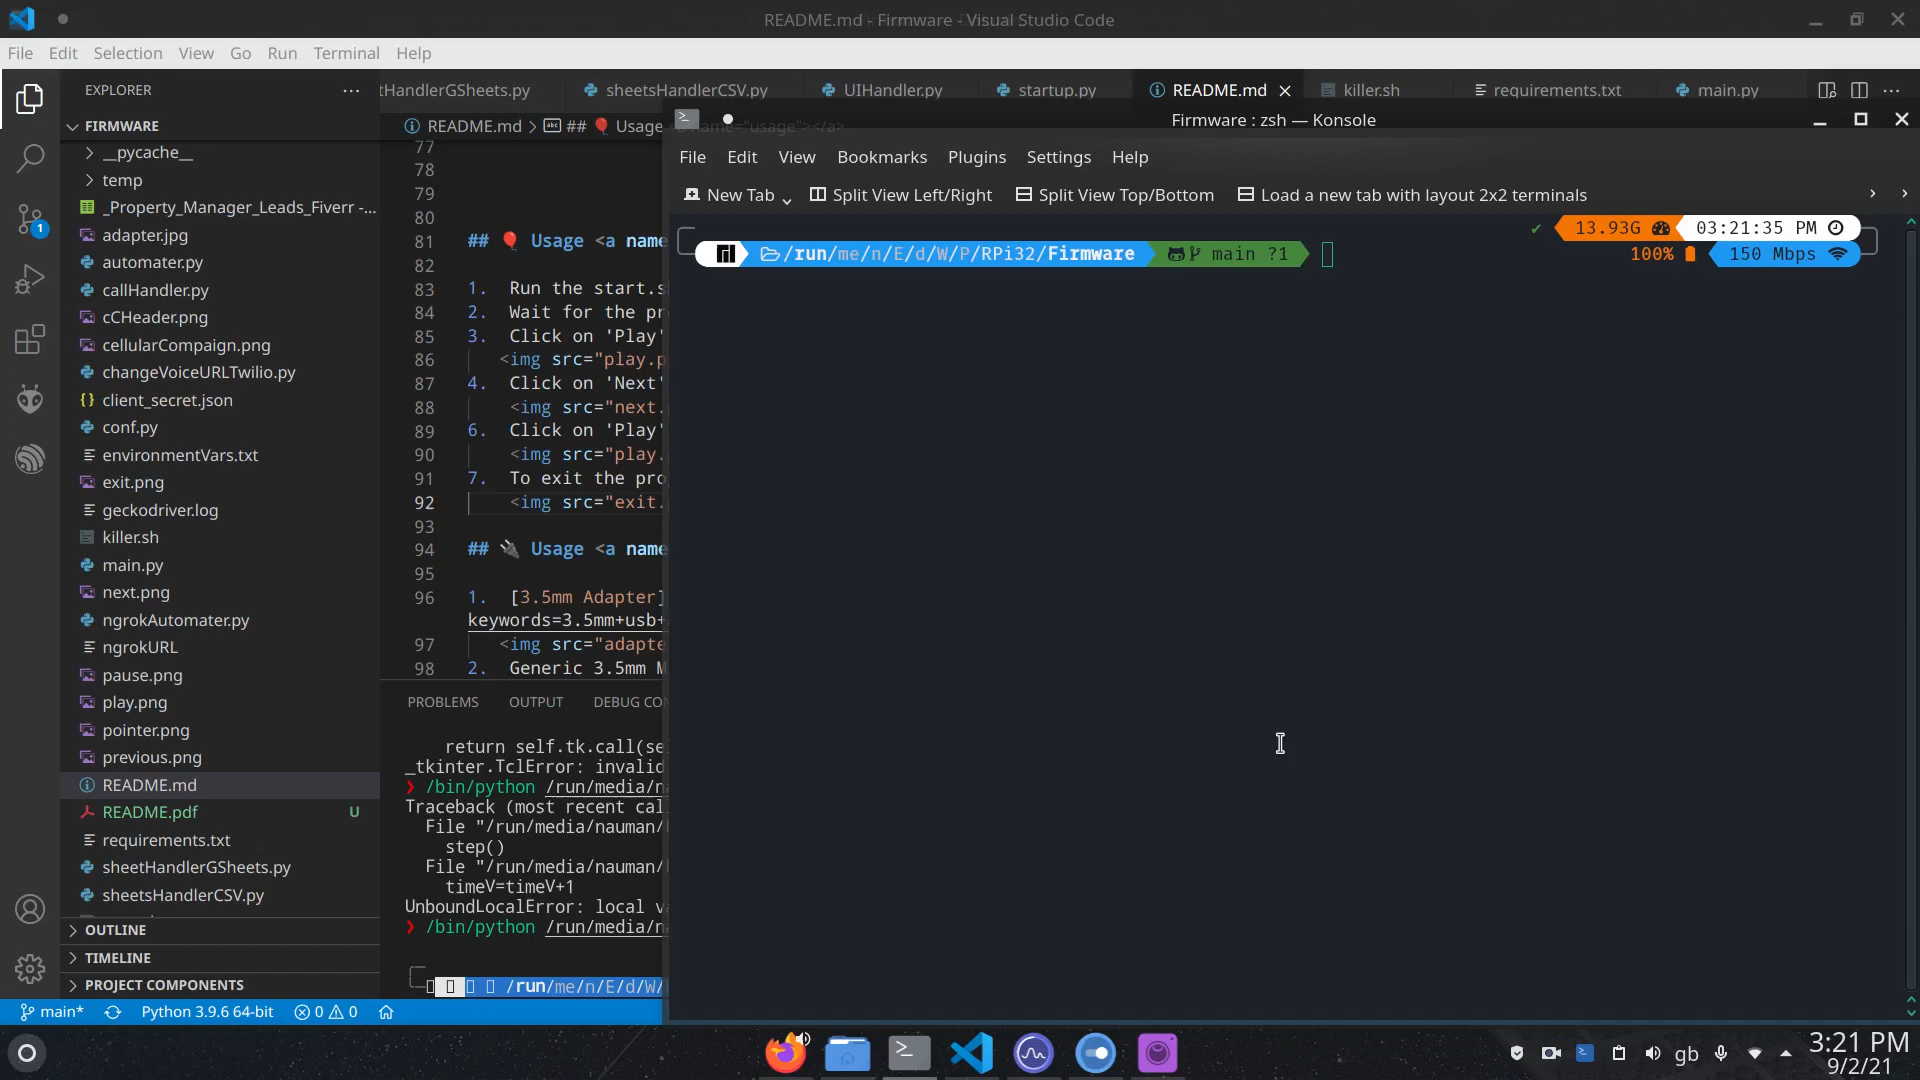 README.md - Firmware - Visual Studio Code
File Edit Selection View Go Run Terminal Help
EXPLORER
FIRMWARE
__pycache__
temp
_Property_Manager_Leads_Fiverr -...
adapter.jpg
automater.py
callHandler.py
cCHeader.png
cellularCompaign.png
changeVoiceURLTwilio.py
client_secret.json
conf.py
environmentVars.txt
exit.png
geckodriver.log
killer.sh
main.py
next.png
ngrokAutomater.py
ngrokURL
pause.png
play.png
pointer.png
previous.png
README.md
README.pdf U
requirements.txt
sheetHandlerGSheets.py
sheetsHandlerCSV.py
OUTLINE
TIMELINE
PROJECT COMPONENTS
1
tHandlerGSheets.py sheetsHandlerCSV.py UIHandler.py startup.py README.md killer.sh requirements.txt main.py
README.md > ## 🎈 Usage <a name="usage"></a>
77
78
79
80
81 ## 🎈 Usage <a name
82
83 1. Run the start.s
84 2. Wait for the pr
85 3. Click on 'Play'
86 <img src="play.p
87 4. Click on 'Next'
88 <img src="next.
89 6. Click on 'Play'
90 <img src="play.
91 7. To exit the pro
92 <img src="exit.
93
94 ## 🔌 Usage <a name
95
96 1. [3.5mm Adapter]
keywords=3.5mm+usb+
97 <img src="adapte
98 2. Generic 3.5mm M
PROBLEMS OUTPUT DEBUG CO
return self.tk.call(se
_tkinter.TclError: invalid
❯ /bin/python /run/media/n
Traceback (most recent cal
File "/run/media/nauman/
step()
File "/run/media/nauman/
timeV=timeV+1
UnboundLocalError: local v
❯ /bin/python /run/media/n
/run/me/n/E/d/W/
main* Python 3.9.6 64-bit 0 0
Firmware : zsh — Konsole
File Edit View Bookmarks Plugins Settings Help
New Tab Split View Left/Right Split View Top/Bottom Load a new tab with layout 2x2 terminals
✔ 13.93G 03:21:35 PM
/run/me/n/E/d/W/P/RPi32/Firmware main ?1 100% 150 Mbps
gb 3:21 PM
9/2/21